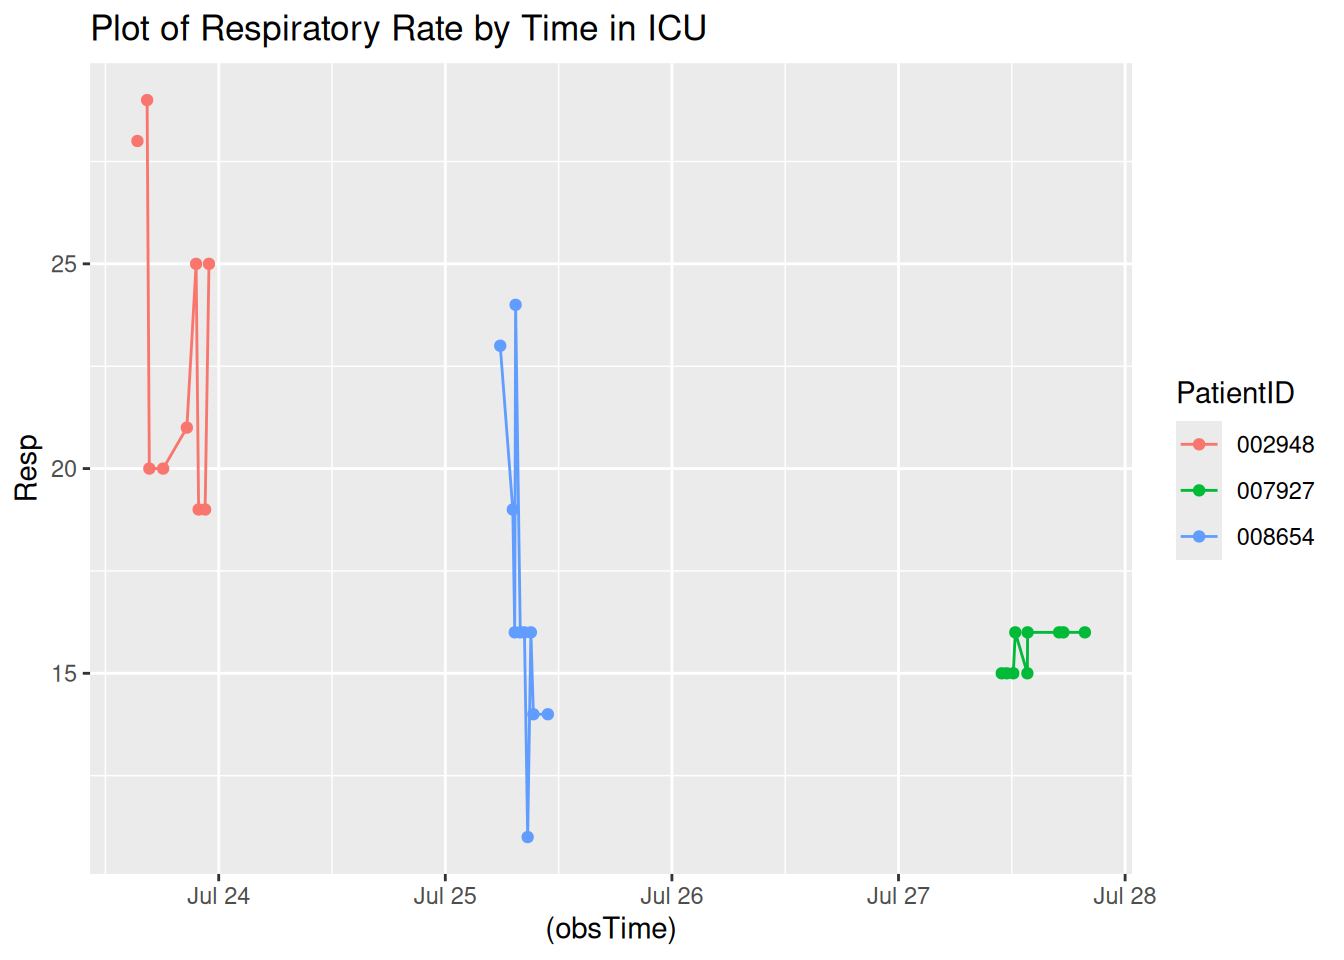 Plot of Respiratory Rate by Time in ICU
25
20
15
Resp
Jul 24
Jul 25
Jul 26
Jul 27
Jul 28
(obsTime)
PatientID
002948
007927
008654